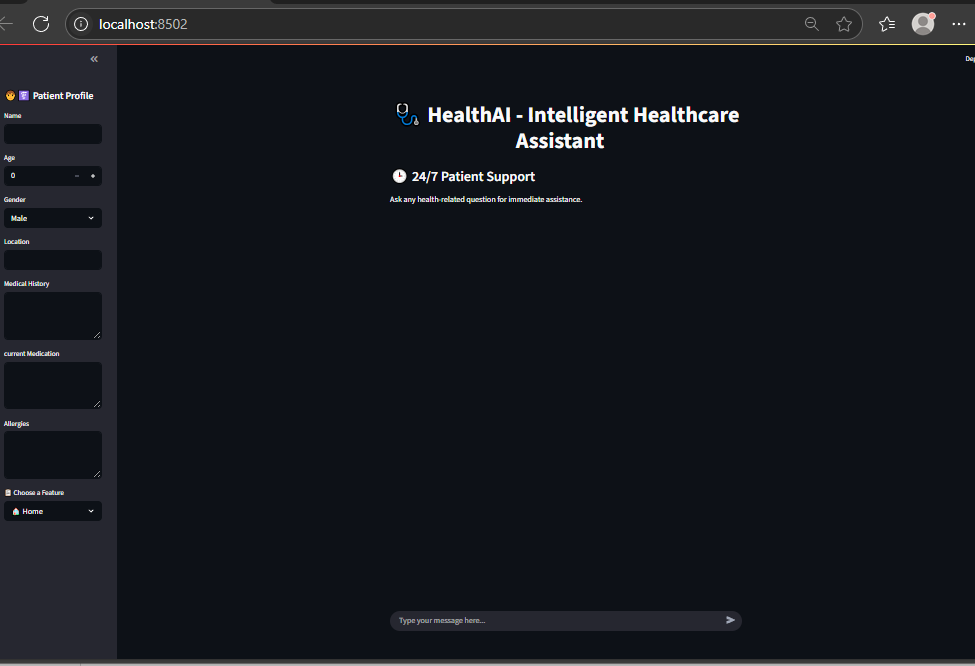 localhost:8502
Patient Profile
Name
Age
0
Gender
Male
Location
Medical History
current Medication
Allergies
Choose a Feature
Home
HealthAI - Intelligent Healthcare
Assistant
24/7 Patient Support
Ask any health-related question for immediate assistance.
Type your message here...